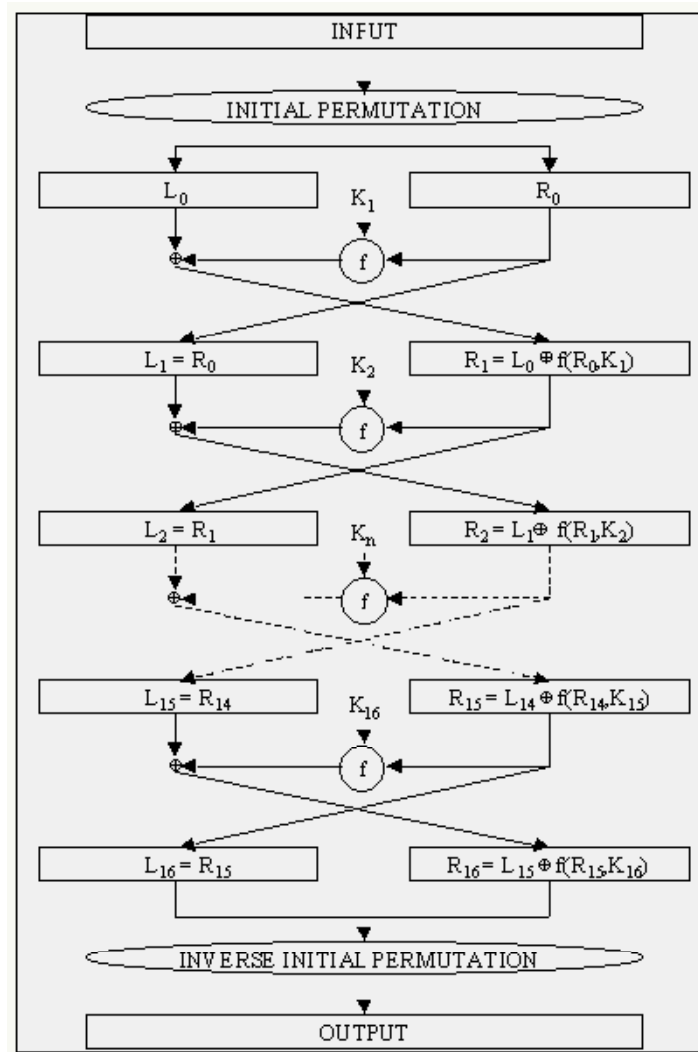 INPUT
INITIAL PERMUTATION
L₀
K₁
R₀
⊕
f
L₁ = R₀
K₂
R₁ = L₀ ⊕ f(R₀,K₁)
⊕
f
L₂ = R₁
Kₙ
R₂ = L₁⊕ f(R₁,K₂)
⊕
f
L₁₅ = R₁₄
K₁₆
R₁₅ = L₁₄ ⊕ f(R₁₄,K₁₅)
⊕
f
L₁₆ = R₁₅
R₁₆ = L₁₅ ⊕ f(R₁₅,K₁₆)
INVERSE INITIAL PERMUTATION
OUTPUT